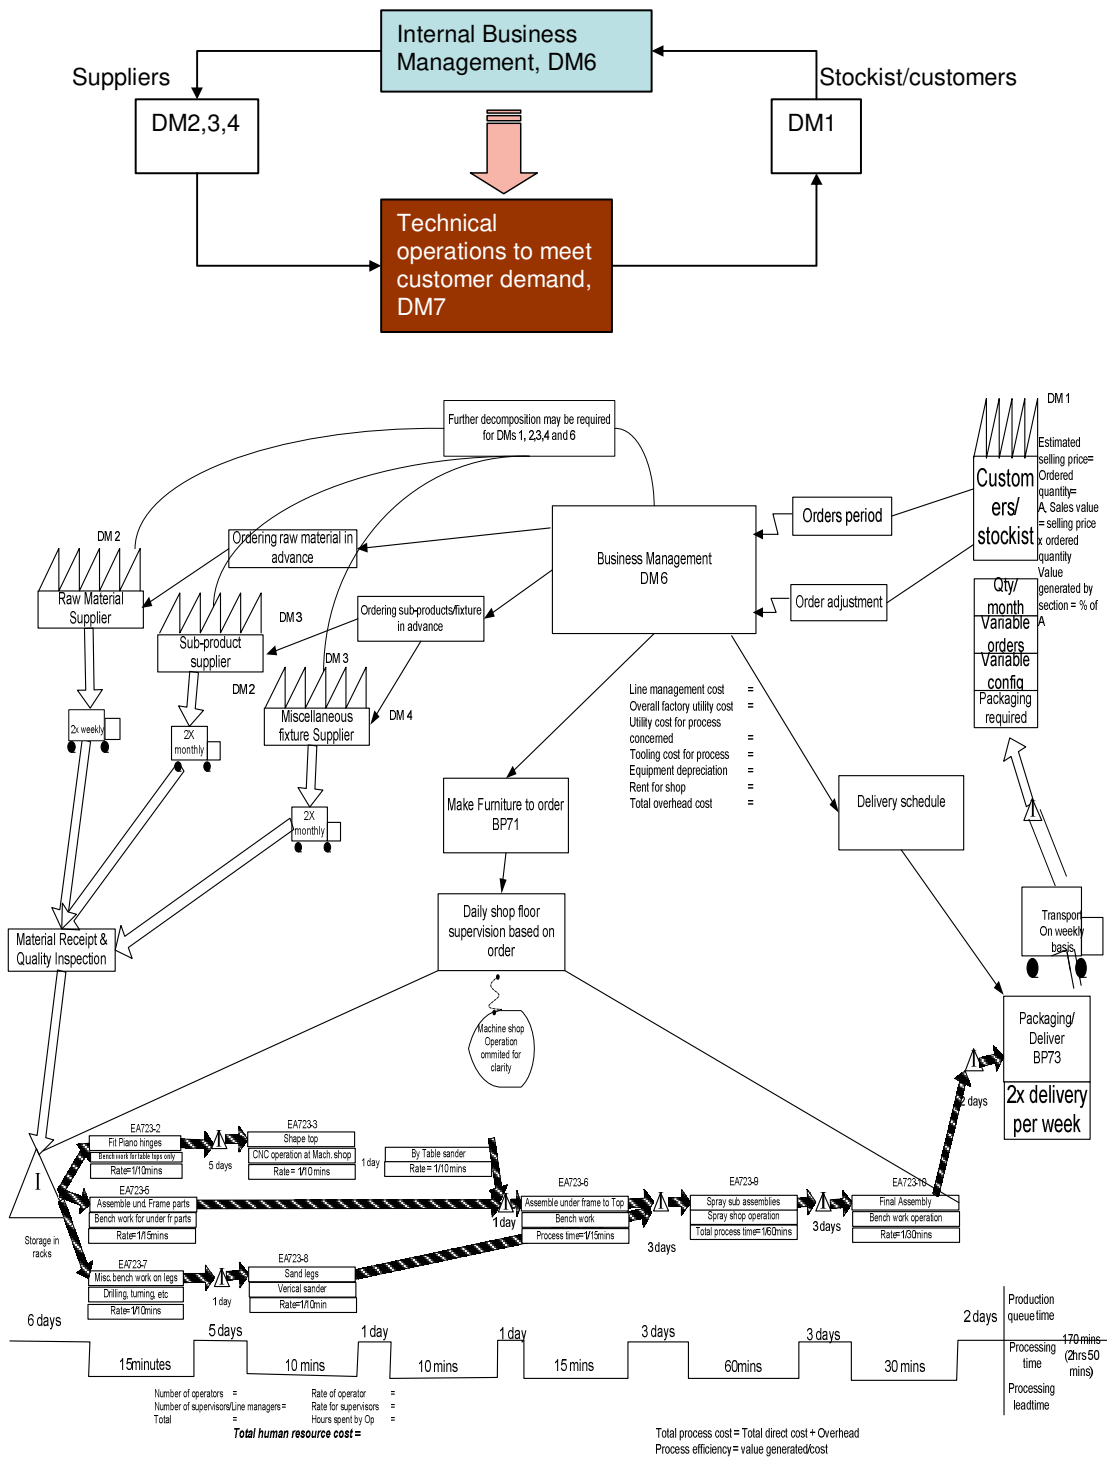 Internal Business
Management, DM6
Suppliers
Stockist/customers
DM2,3,4
DM1
Technical
operations to meet
customer demand,
DM7
Further decomposition may be required
for DMs 1, 2,3,4 and 6
DM 1
Custom
ers/
stockist
Estimated
selling price=
Ordered
quantity=
A, Sales value
= selling price
x ordered
quantity
Value
generated by
section = % of
A
Orders period
Order adjustment
Qty/
month
Variable
orders
Variable
config
Packaging
required
Business Management
DM 6
Ordering raw material in
advance
Ordering sub-products/fixture
in advance
DM 2
Raw Material
Supplier
DM 3
Sub-product
supplier
DM 3
DM 2
Miscellaneous
fixture Supplier
DM 4
2x weekly
2X
monthly
2X
monthly
Line management cost =
Overall factory utility cost =
Utility cost for process
concerned =
Tooling cost for process =
Equipment depreciation =
Rent for shop =
Total overhead cost =
Make Furniture to order
BP71
Delivery schedule
Daily shop floor
supervision based on
order
Material Receipt &
Quality Inspection
I
Transport
On weekly
basis
Machine shop
Operation
ommited for
clarity
Packaging/
Deliver
BP73
2x delivery
per week
I
2 days
I
Storage in
racks
EA723-2
Fit Piano hinges
Bench work for table tops only
Rate=1/10mins
I
5 days
EA723-3
Shape top
CNC operation at Mach. shop
Rate = 1/10 mins
1 day
By Table sander
Rate = 1/10 mins
EA723-5
Assemble und. Frame parts
Bench work for under fr parts
Rate=1/15mins
I
1 day
EA723-6
Assemble under frame to Top
Bench work
Process time=1/15mins
I
3 days
EA723-9
Spray sub assemblies
Spray shop operation
Total process time=1/60mins
I
3 days
EA723-10
Final Assembly
Bench work operation
Rate=1/30mins
EA723-7
Misc. bench work on legs
Drilling, turning, etc
Rate=1/10mins
I
1 day
EA723-8
Sand legs
Verical sander
Rate=1/10min
6 days
5 days
1 day
1 day
3 days
3 days
2 days
Production
queue time
15minutes
10 mins
10 mins
15 mins
60mins
30 mins
Processing
time
170 mins
(2hrs 50
mins)
Processing
leadtime
Number of operators =
Number of supervisors/Line managers=
Total =
Rate of operator =
Rate for supervisors =
Hours spent by Op =
Total human resource cost =
Total process cost = Total direct cost + Overhead
Process efficiency = value generated/cost